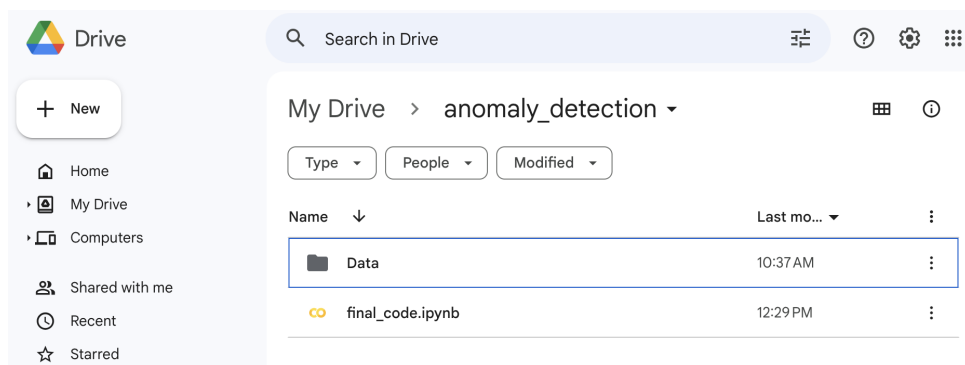 Drive
Search in Drive
New
My Drive > anomaly_detection
Type
People
Modified
Home
My Drive
Computers
Shared with me
Recent
Starred
Name
Last mo...
Data
10:37 AM
final_code.ipynb
12:29 PM